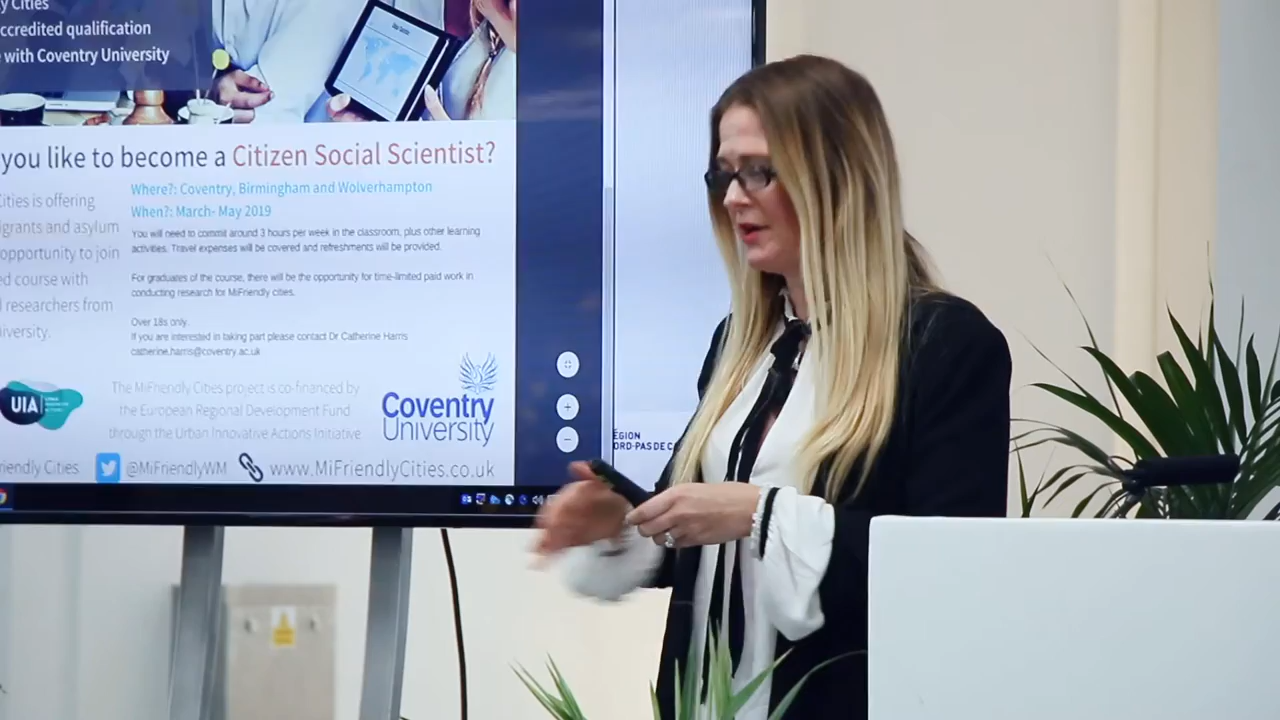 y Cities
ccredited qualification
e with Coventry University
you like to become a Citizen Social Scientist?
Where?: Coventry, Birmingham and Wolverhampton
When?: March- May 2019
Cities is offering
igrants and asylum
opportunity to join
ed course with
l researchers from
iversity.
You will need to commit around 3 hours per week in the classroom, plus other learning
activities. Travel expenses will be covered and refreshments will be provided.
For graduates of the course, there will be the opportunity for time-limited paid work in
conducting research for MiFriendly cities.
Over 18s only.
If you are interested in taking part please contact Dr Catherine Harris
catherine.harris@coventry.ac.uk
UIA
The MiFriendly Cities project is co-financed by
the European Regional Development Fund
through the Urban Innovative Actions Initiative
Coventry
University
riendly Cities @MiFriendlyWM www.MiFriendlyCities.co.uk
ÉGION
ORD-PAS DE C